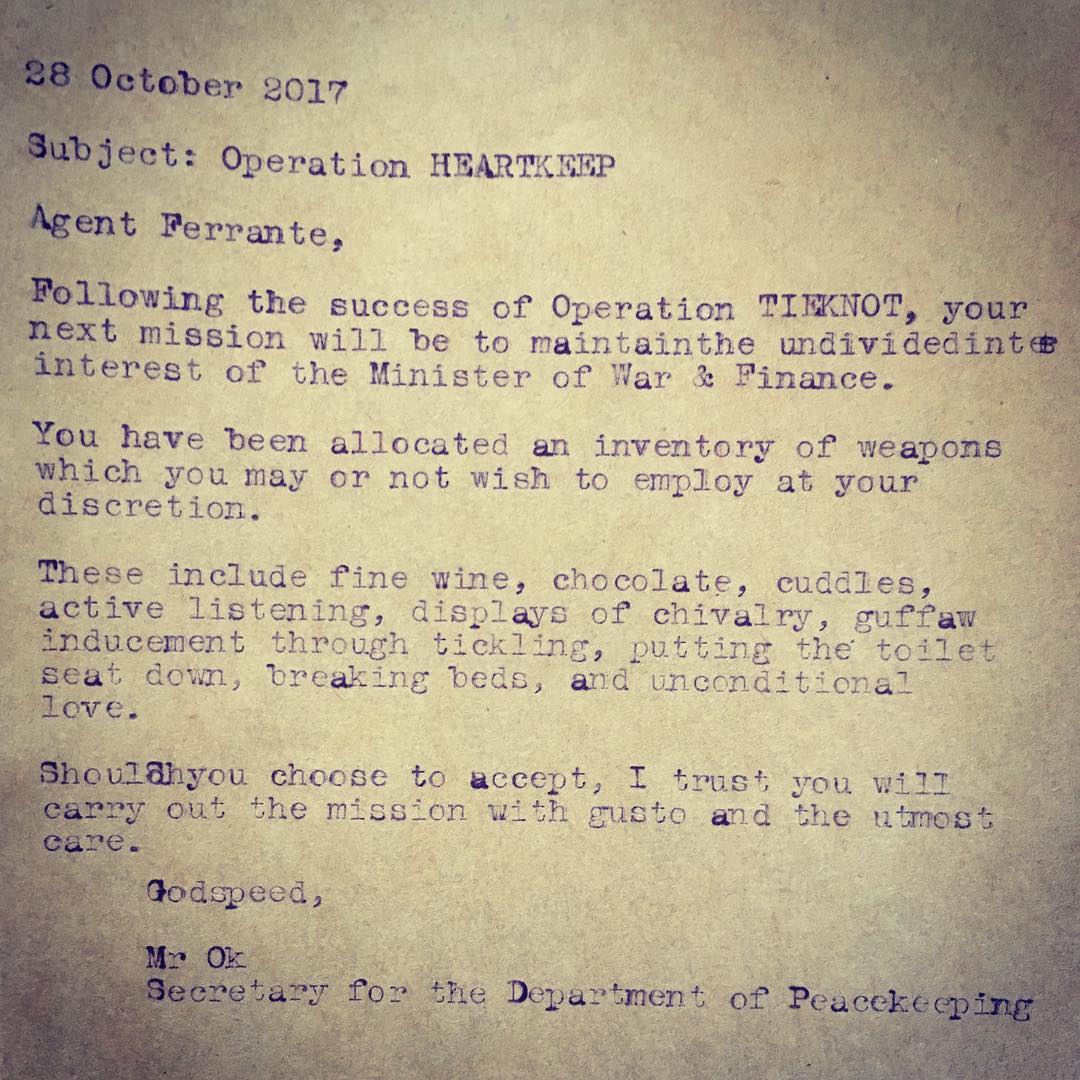 28 October 2017
Subject: Operation HEARTKEEP
Agent Ferrante,
Following the success of Operation TIEKNOT, your
next mission will be to maintainthe undividedintes
interest of the Minister of War & Finance.
You have been allocated an inventory of weapons
which you may or not wish to employ at your
discretion.
These include fine wine, chocolate, cuddles,
active listening, displays of chivalry, guffaw
inducement through tickling, putting the toilet
seat down, breaking beds, and unconditional
love.
Should you choose to accept, I trust you will
carry out the mission with gusto and the utmost
care.
Godspeed,
Mr Ok
Secretary for the Department of Peacekeeping